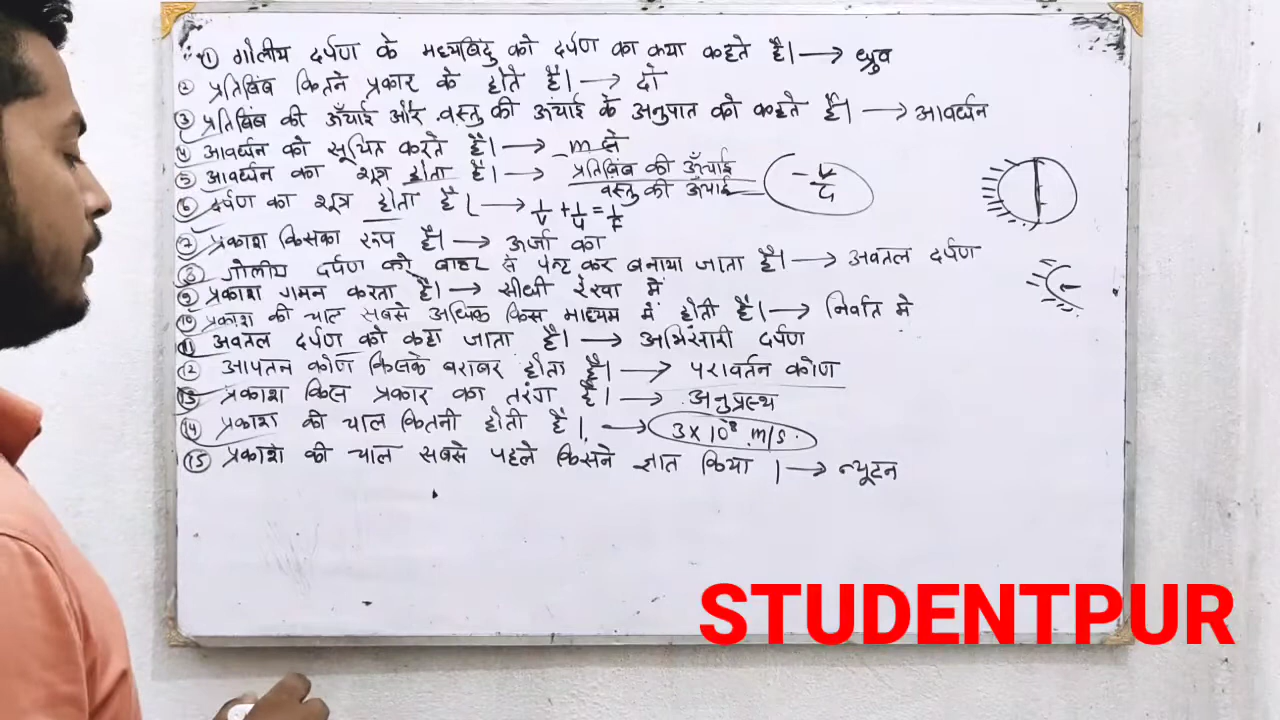 ① गोलीय दर्पण के मध्यबिंदु को दर्पण का क्या कहते है। → ध्रुव
② प्रतिबिंब कितने प्रकार के होते है। → दो
③ प्रतिबिंब की ऊँचाई और वस्तु की ऊंचाई के अनुपात को कहते है। → आवर्धन
④ आवर्धन को सूचित करते है। → m से
⑤ आवर्धन का शूत्र होता है। → प्रतिबिंब की ऊँचाई / वस्तु की ऊंचाई = -v/u
⑥ दर्पण का शूत्र होता है। → 1/v + 1/u = 1/f
⑦ प्रकाश किसका रूप है। → ऊर्जा का
⑧ गोलीय दर्पण को बाहर से पेन्ट कर बनाया जाता है। → अवतल दर्पण
⑨ प्रकाश गमन करता है। → सीधी रेखा में
⑩ प्रकाश की चाल सबसे अधिक किस माध्यम में होती है। → निर्वात मे
⑪ अवतल दर्पण को कहा जाता है। → अभिसारी दर्पण
⑫ आपतन कोण किसके बराबर होता है। → परावर्तन कोण
⑬ प्रकाश किस प्रकार का तरंग है। → अनुप्रस्थ
⑭ प्रकाश की चाल कितनी होती है। → 3 x 10⁸ m/s.
⑮ प्रकाश की चाल सबसे पहले किसने ज्ञात किया। → न्यूटन
STUDENTPUR